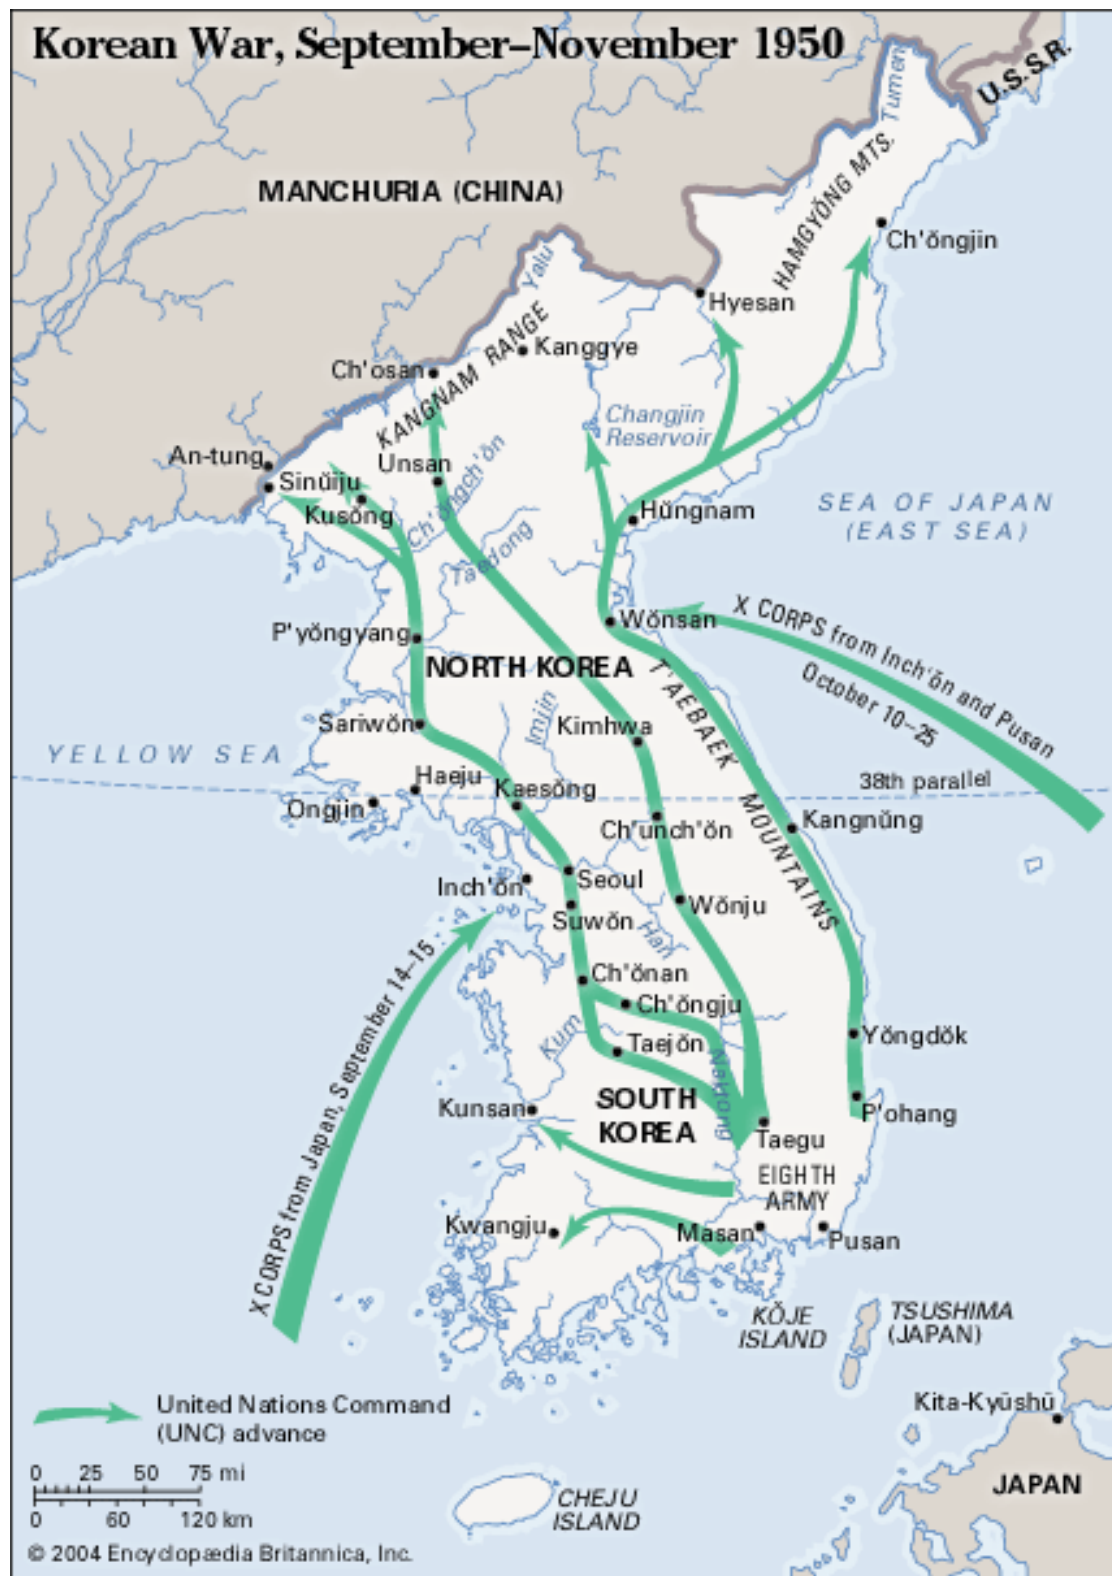 Korean War, September–November 1950
U.S.S.R.
Tumen
HAMGYŎNG MTS.
MANCHURIA (CHINA)
Ch'ŏngjin
Yalu
Hyesan
KANGNAM RANGE
Kanggye
Ch'osan
Changjin
Reservoir
An-tung
Unsan
Sinŭiju
Kusŏng
Ch'ŏngch'ŏn
Taedong
Hŭngnam
SEA OF JAPAN
(EAST SEA)
P'yŏngyang
Wŏnsan
X CORPS from Inch'ŏn and Pusan
October 10–25
NORTH KOREA
T'AEBAEK MOUNTAINS
Imjin
Sariwŏn
Kimhwa
YELLOW SEA
Haeju
Kaesŏng
38th parallel
Ongjin
Ch'unch'ŏn
Kangnŭng
Inch'ŏn
Seoul
Suwŏn
Wŏnju
Han
Ch'ŏnan
Ch'ŏngju
X CORPS from Japan, September 14–15
Kum
Taejŏn
Naktong
Yŏngdŏk
Kunsan
SOUTH
KOREA
P'ohang
Taegu
EIGHTH
ARMY
Kwangju
Masan
Pusan
KŎJE
ISLAND
TSUSHIMA
(JAPAN)
United Nations Command
(UNC) advance
Kita-Kyūshū
0 25 50 75 mi
0 60 120 km
JAPAN
CHEJU
ISLAND
© 2004 Encyclopædia Britannica, Inc.